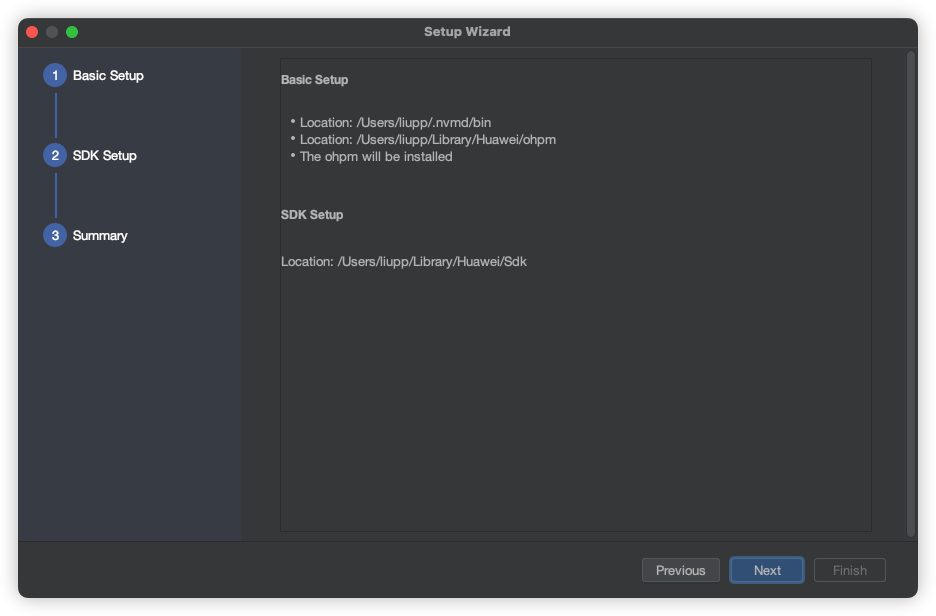 Setup Wizard
1 Basic Setup
2 SDK Setup
3 Summary
Basic Setup
• Location: /Users/liupp/.nvmd/bin
• Location: /Users/liupp/Library/Huawei/ohpm
• The ohpm will be installed
SDK Setup
Location: /Users/liupp/Library/Huawei/Sdk
Previous Next Finish